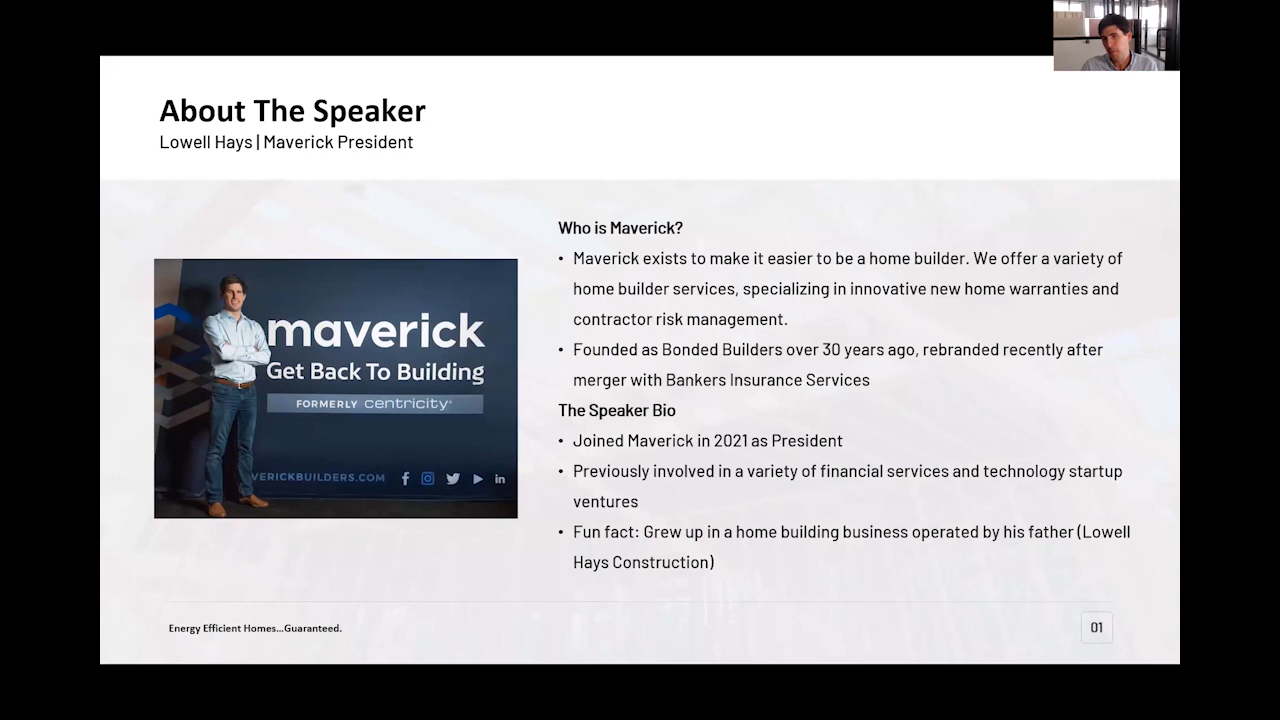 About The Speaker
Lowell Hays | Maverick President
Who is Maverick?
• Maverick exists to make it easier to be a home builder. We offer a variety of
home builder services, specializing in innovative new home warranties and
contractor risk management.
• Founded as Bonded Builders over 30 years ago, rebranded recently after
merger with Bankers Insurance Services
The Speaker Bio
• Joined Maverick in 2021 as President
• Previously involved in a variety of financial services and technology startup
ventures
• Fun fact: Grew up in a home building business operated by his father (Lowell
Hays Construction)
maverick
Get Back To Building
FORMERLY centricity
VERICKBUILDERS.COM
Energy Efficient Homes...Guaranteed.
01